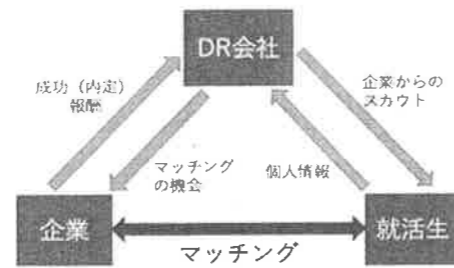 DR会社
成功（内定）
報酬
企業からの
スカウト
マッチング
の機会
個人情報
企業
就活生
マッチング